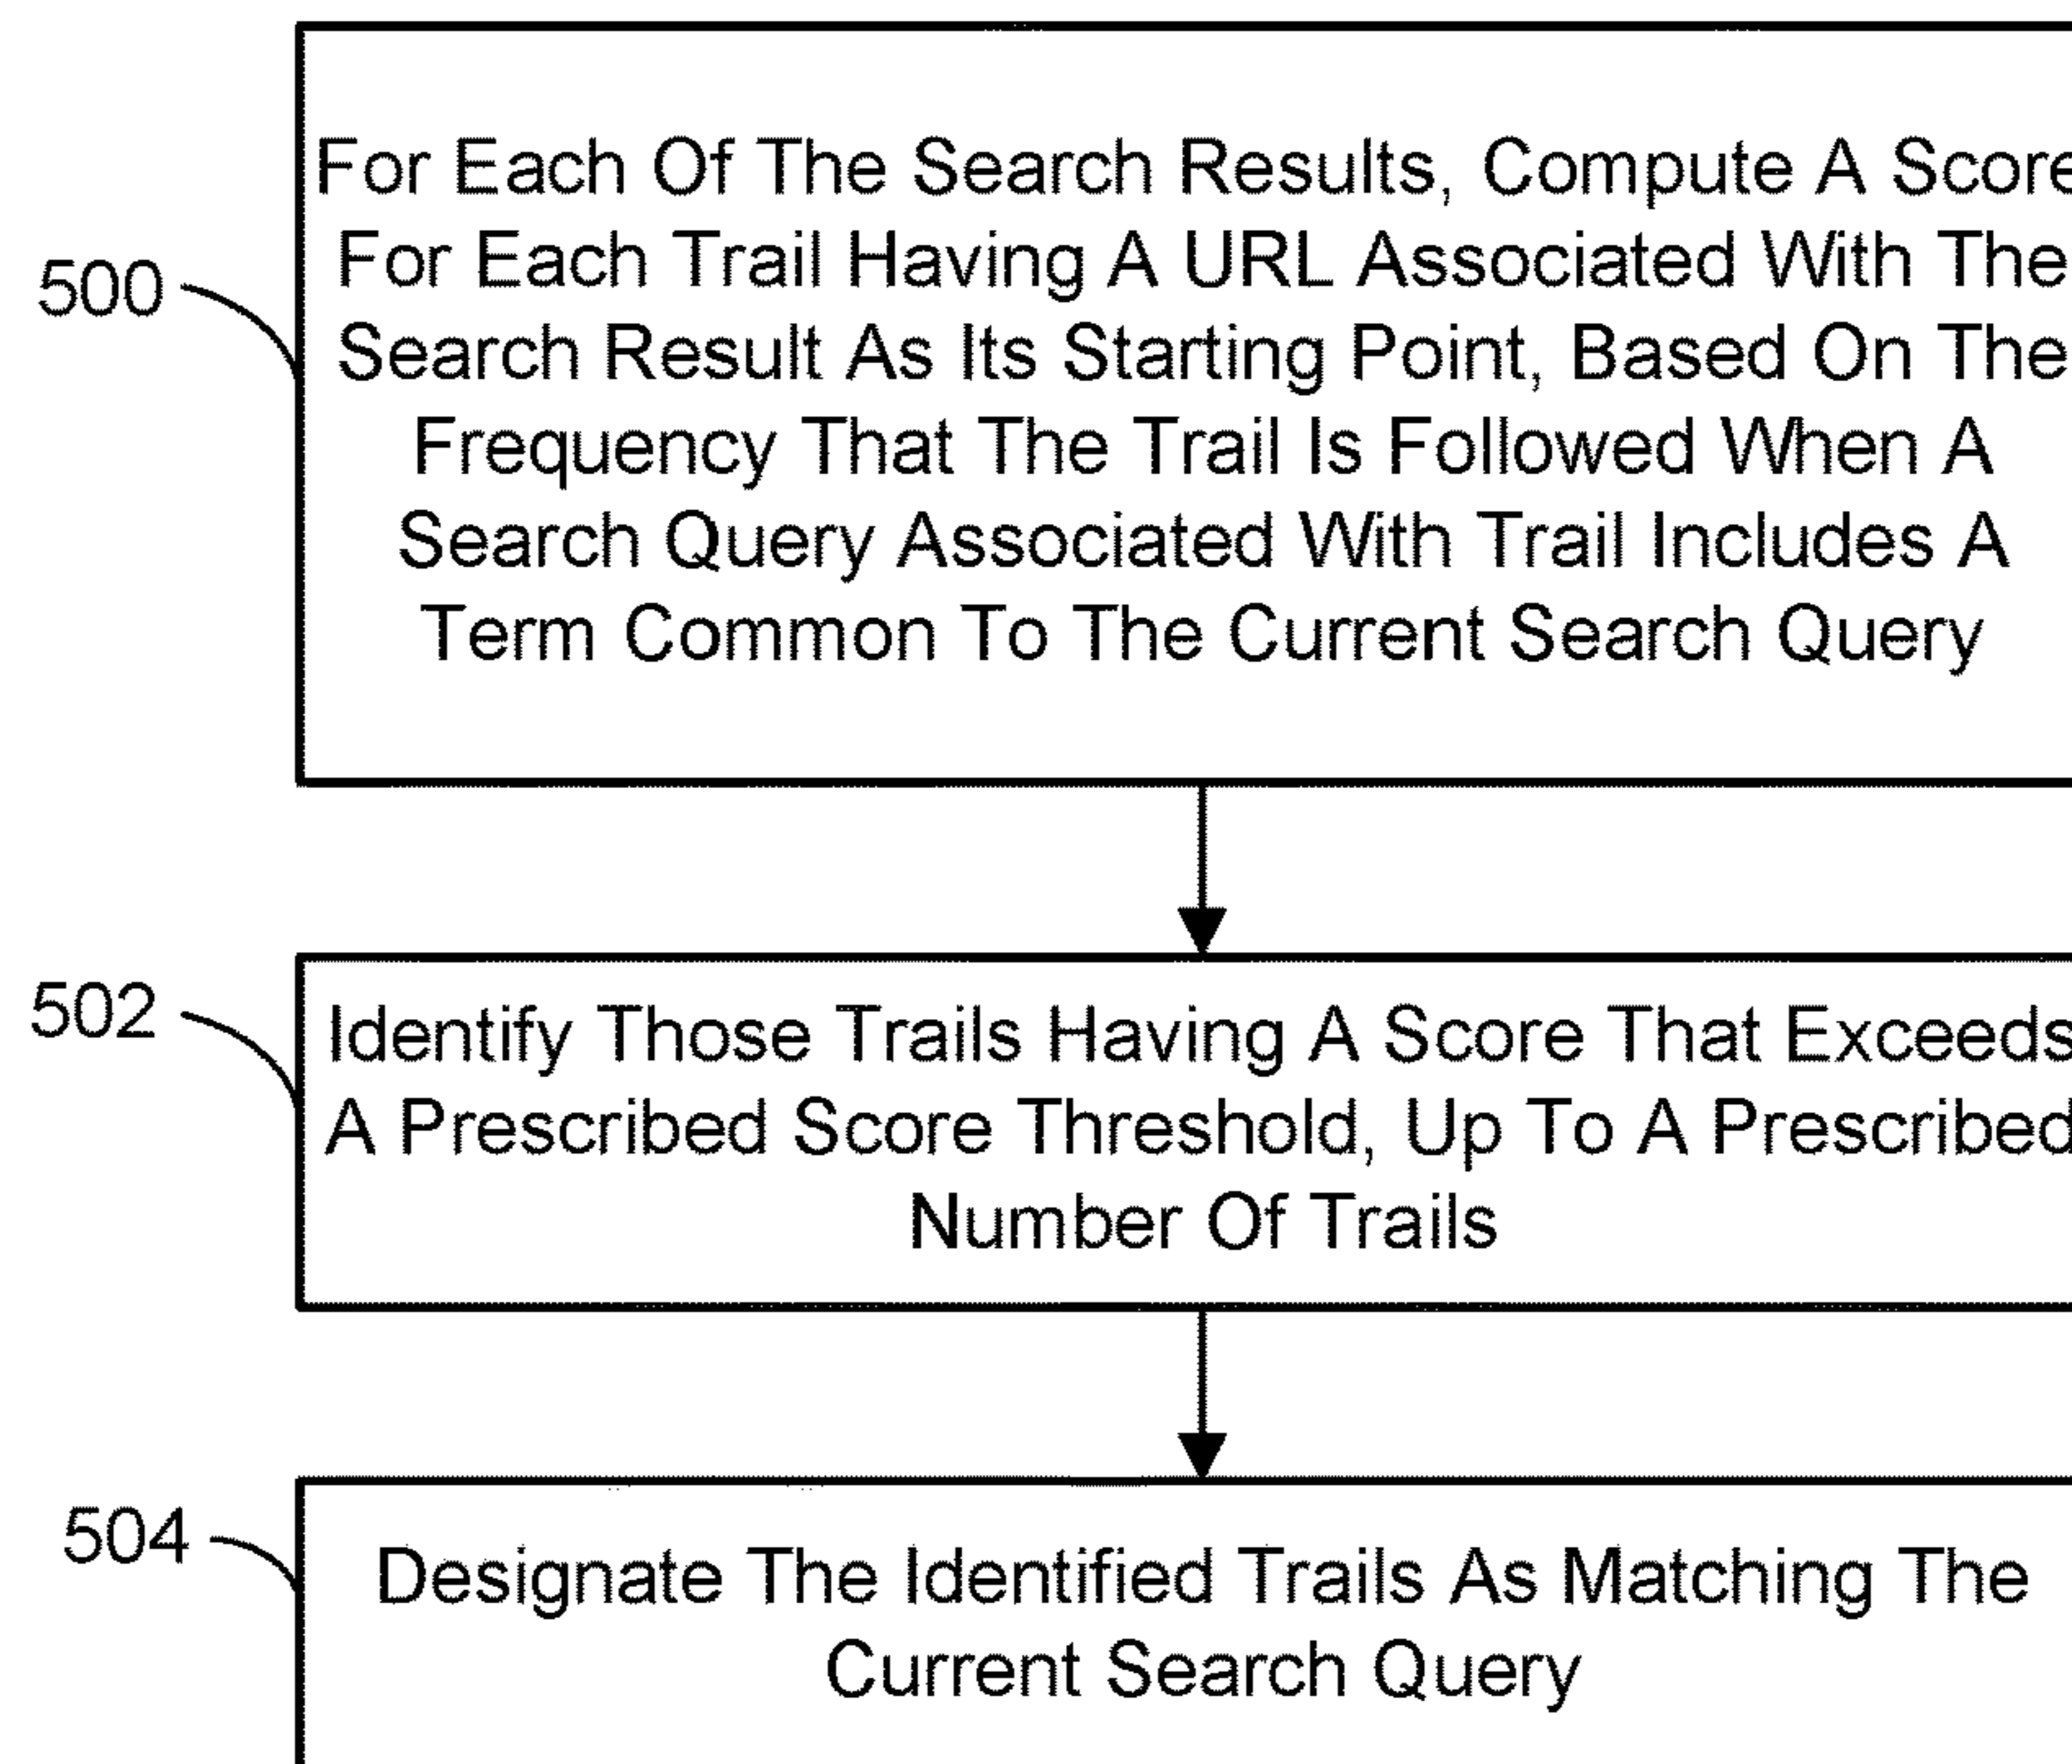 For Each Of The Search Results, Compute A Score
For Each Trail Having A URL Associated With The
500
Search Result As Its Starting Point, Based On The
Frequency That The Trail Is Followed When A
Search Query Associated With Trail Includes A
Term Common To The Current Search Query
502
Identify Those Trails Having A Score That Exceeds
A Prescribed Score Threshold, Up To A Prescribed
Number Of Trails
504
Designate The Identified Trails As Matching The
Current Search Query